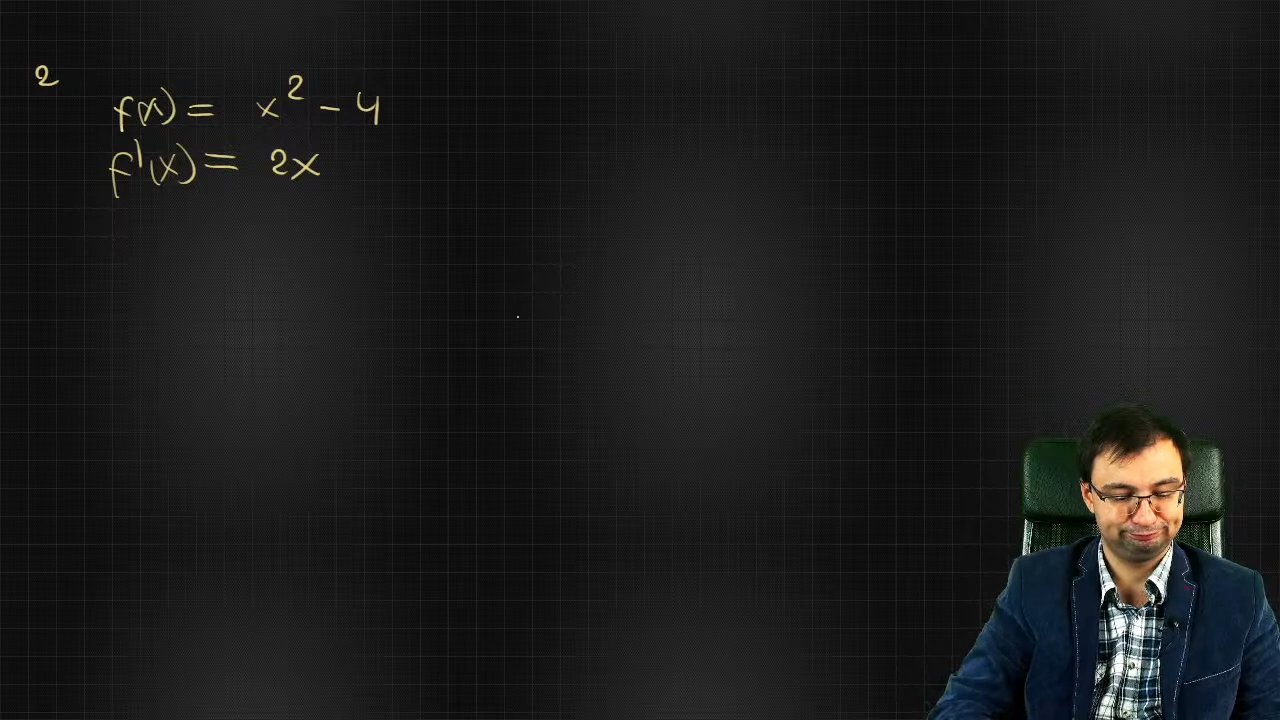 2
f(x) = x² - 4
f'(x) = 2x